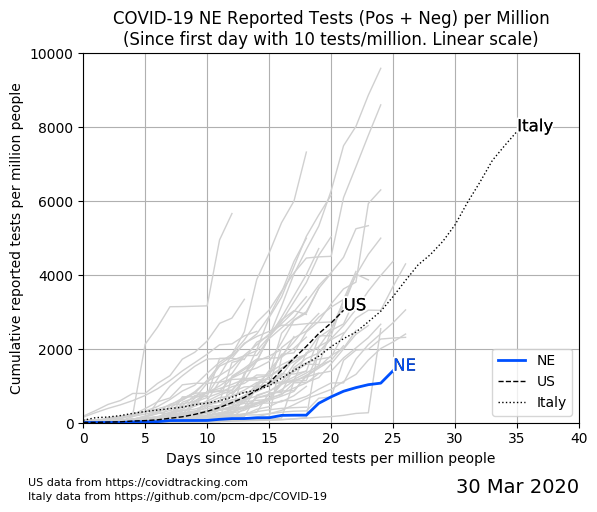 COVID-19 NE Reported Tests (Pos + Neg) per Million
(Since first day with 10 tests/million. Linear scale)
Cumulative reported tests per million people
10000
8000
6000
4000
2000
0
Italy
US
NE
NE
US
Italy
0 5 10 15 20 25 30 35 40
Days since 10 reported tests per million people
US data from https://covidtracking.com
Italy data from https://github.com/pcm-dpc/COVID-19
30 Mar 2020